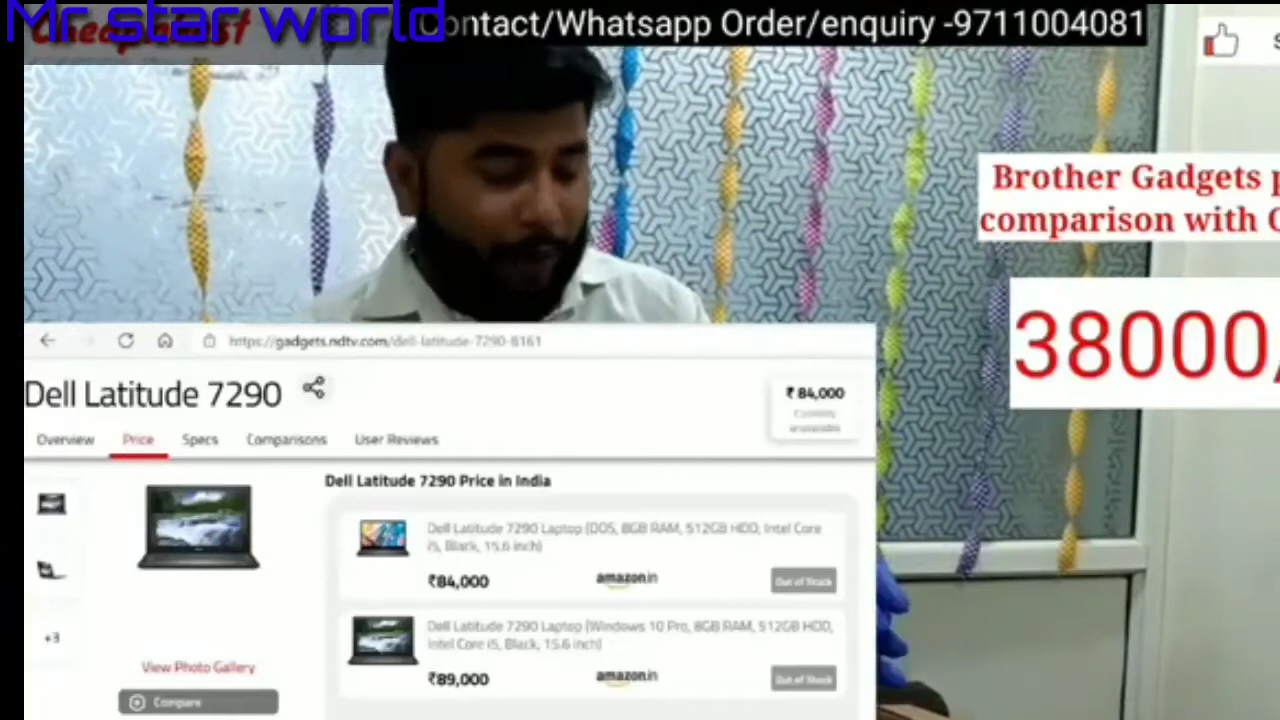 Mr star world
Contact/Whatsapp Order/enquiry -9711004081
Brother Gadgets
comparison with
38000
https://gadgets.ndtv.com/dell-latitude-7290-8161
Dell Latitude 7290
₹ 84,000
Currently
unavailable
Overview Price Specs Comparisons User Reviews
Dell Latitude 7290 Price in India
Dell Latitude 7290 Laptop (DOS, 8GB RAM, 512GB HDD, Intel Core
i5, Black, 15.6 inch)
₹84,000 amazon.in Out of Stock
Dell Latitude 7290 Laptop (Windows 10 Pro, 8GB RAM, 512GB HDD,
Intel Core i5, Black, 15.6 inch)
₹89,000 amazon.in Out of Stock
+3
View Photo Gallery
Compare